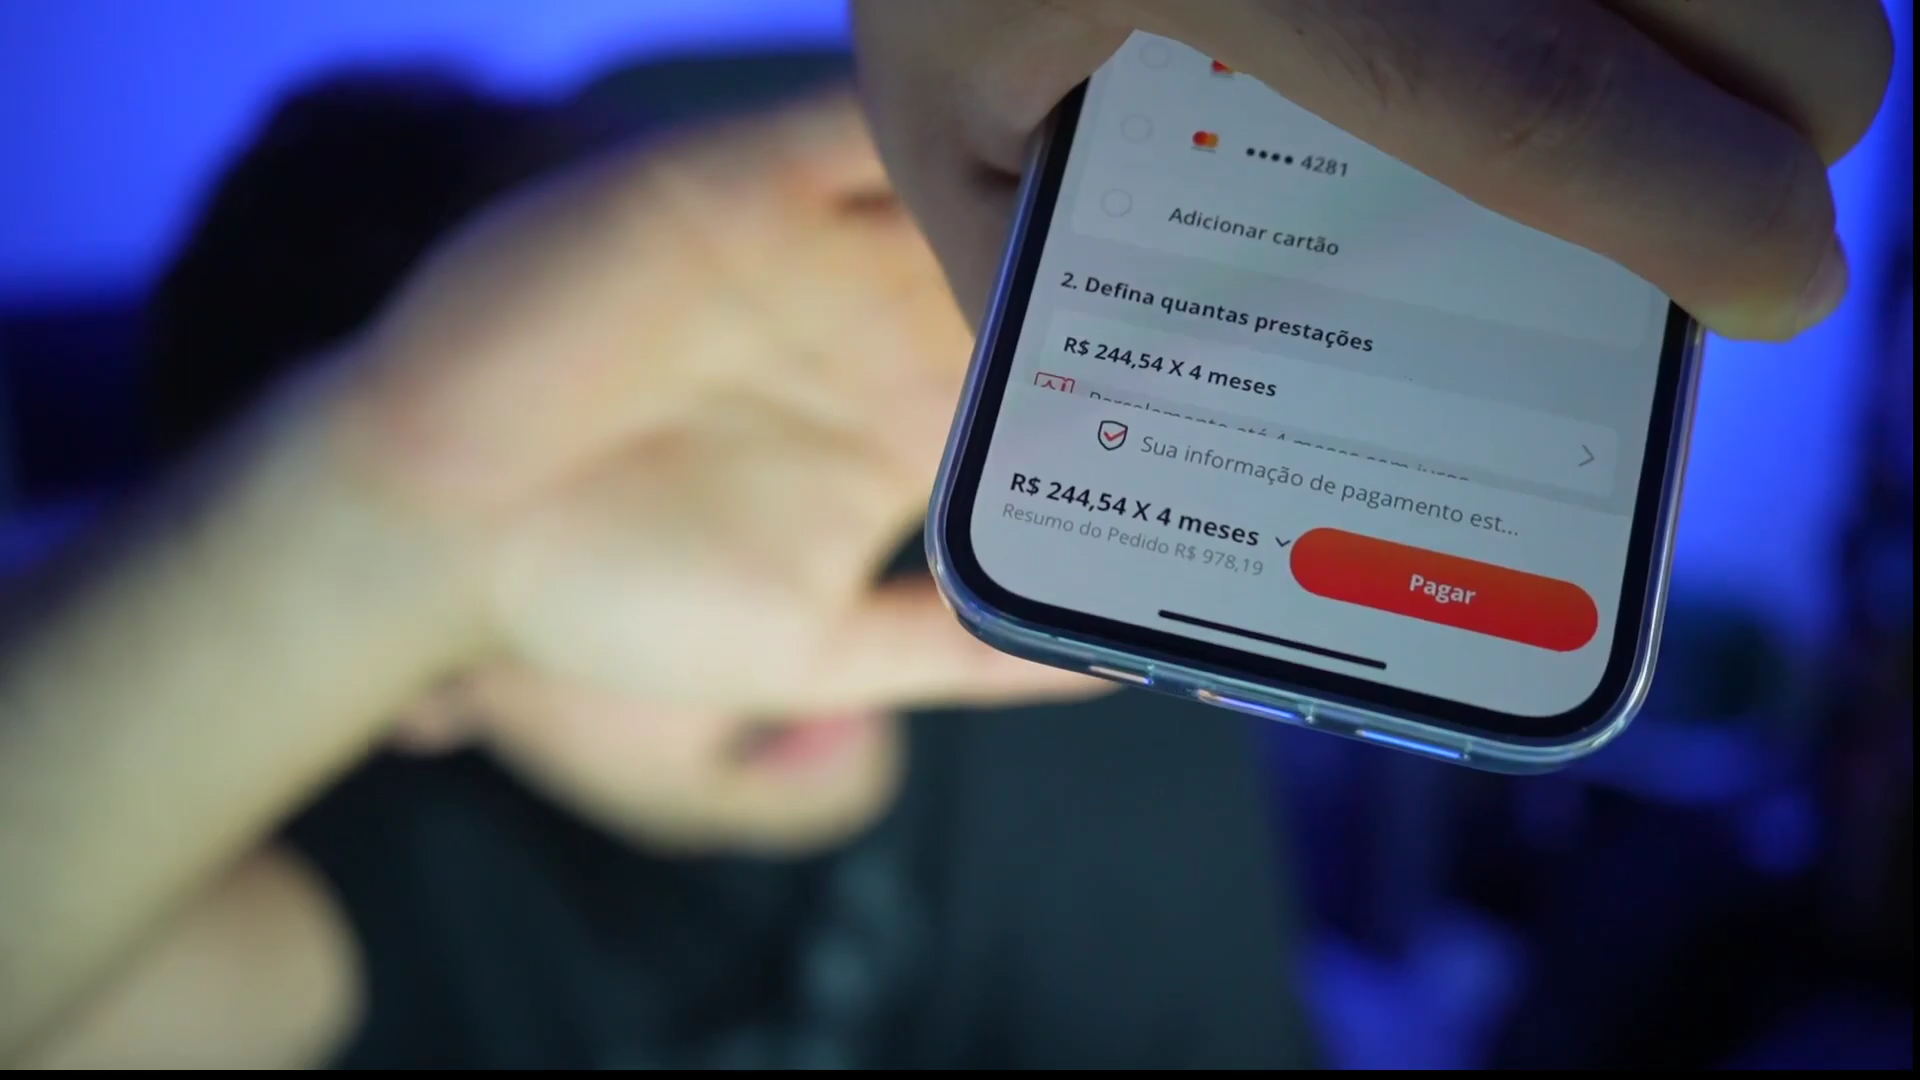 •••• 4281
Adicionar cartão
2. Defina quantas prestações
R$ 244,54 X 4 meses
Sua informação de pagamento est...
R$ 244,54 X 4 meses
Resumo do Pedido R$ 978,19
Pagar